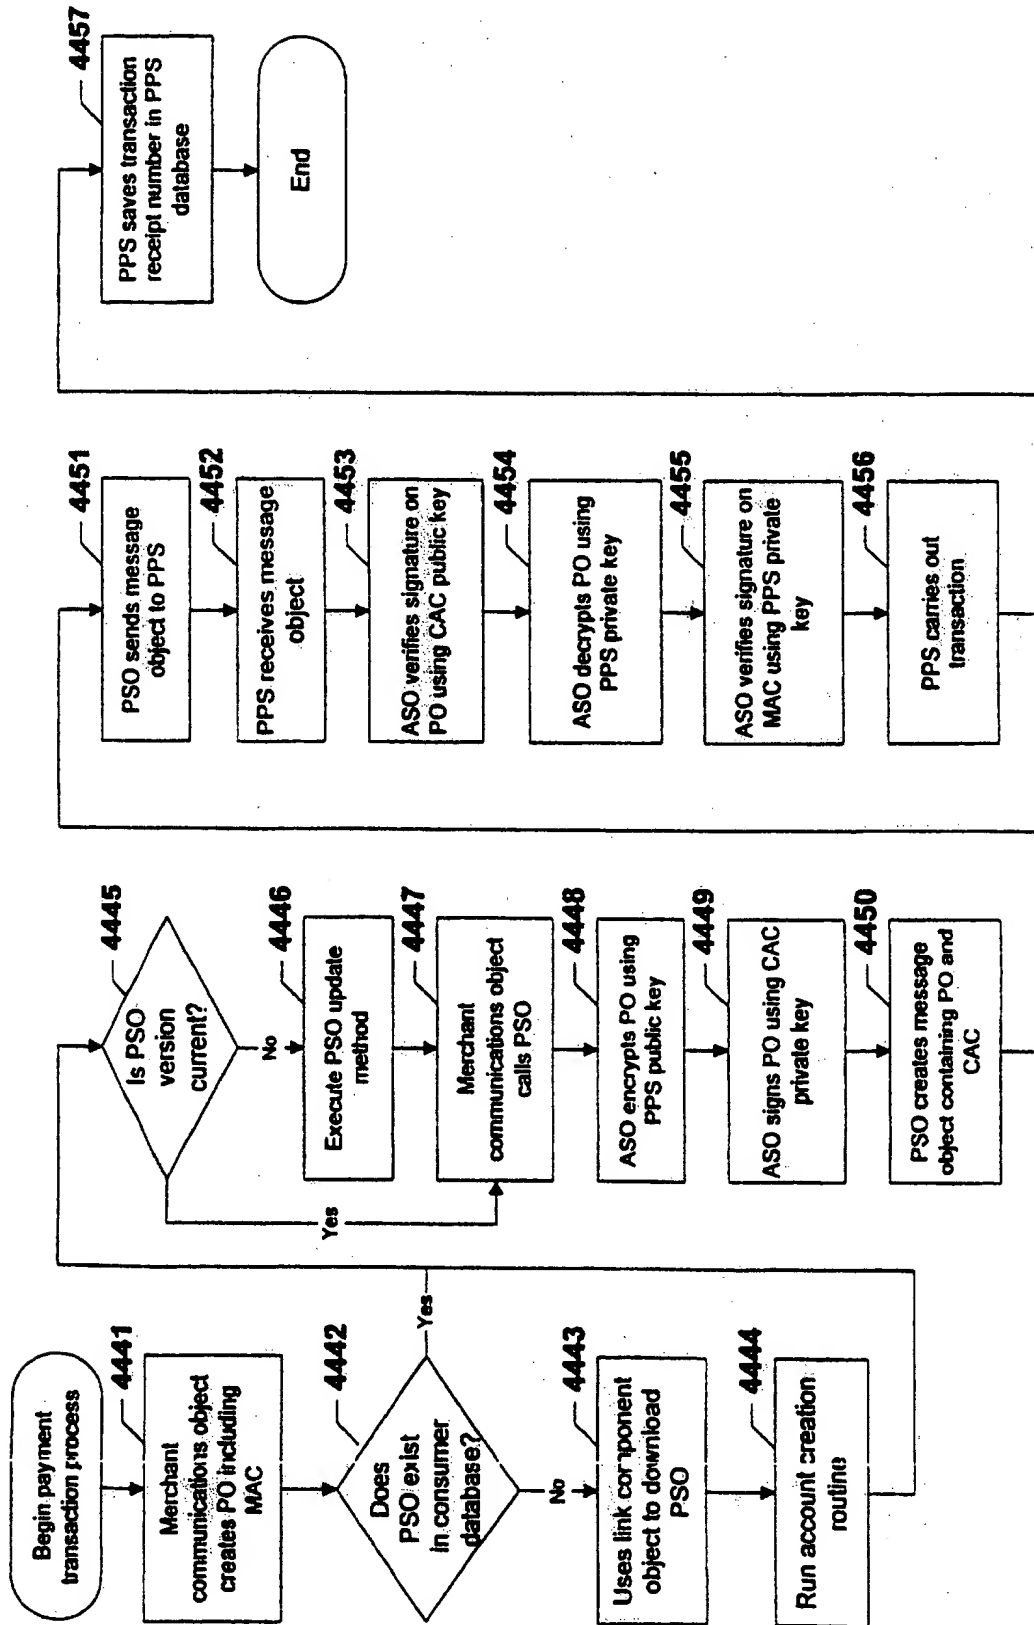 Begin payment
transaction process
4441
Merchant
communications object
creates PO including
MAC
4442
Does
PSO exist
in consumer
database?
Yes
No
4443
Uses link component
object to download
PSO
4444
Run account creation
routine
4445
Is PSO
version
current?
No
Yes
4446
Execute PSO update
method
4447
Merchant
communications object
calls PSO
4448
ASO encrypts PO using
PPS public key
4449
ASO signs PO using CAC
private key
4450
PSO creates message
object containing PO and
CAC
4451
PSO sends message
object to PPS
4452
PPS receives message
object
4453
ASO verifies signature on
PO using CAC public key
4454
ASO decrypts PO using
PPS private key
4455
ASO verifies signature on
MAC using PPS private
key
4456
PPS carries out
transaction
4457
PPS saves transaction
receipt number in PPS
database
End